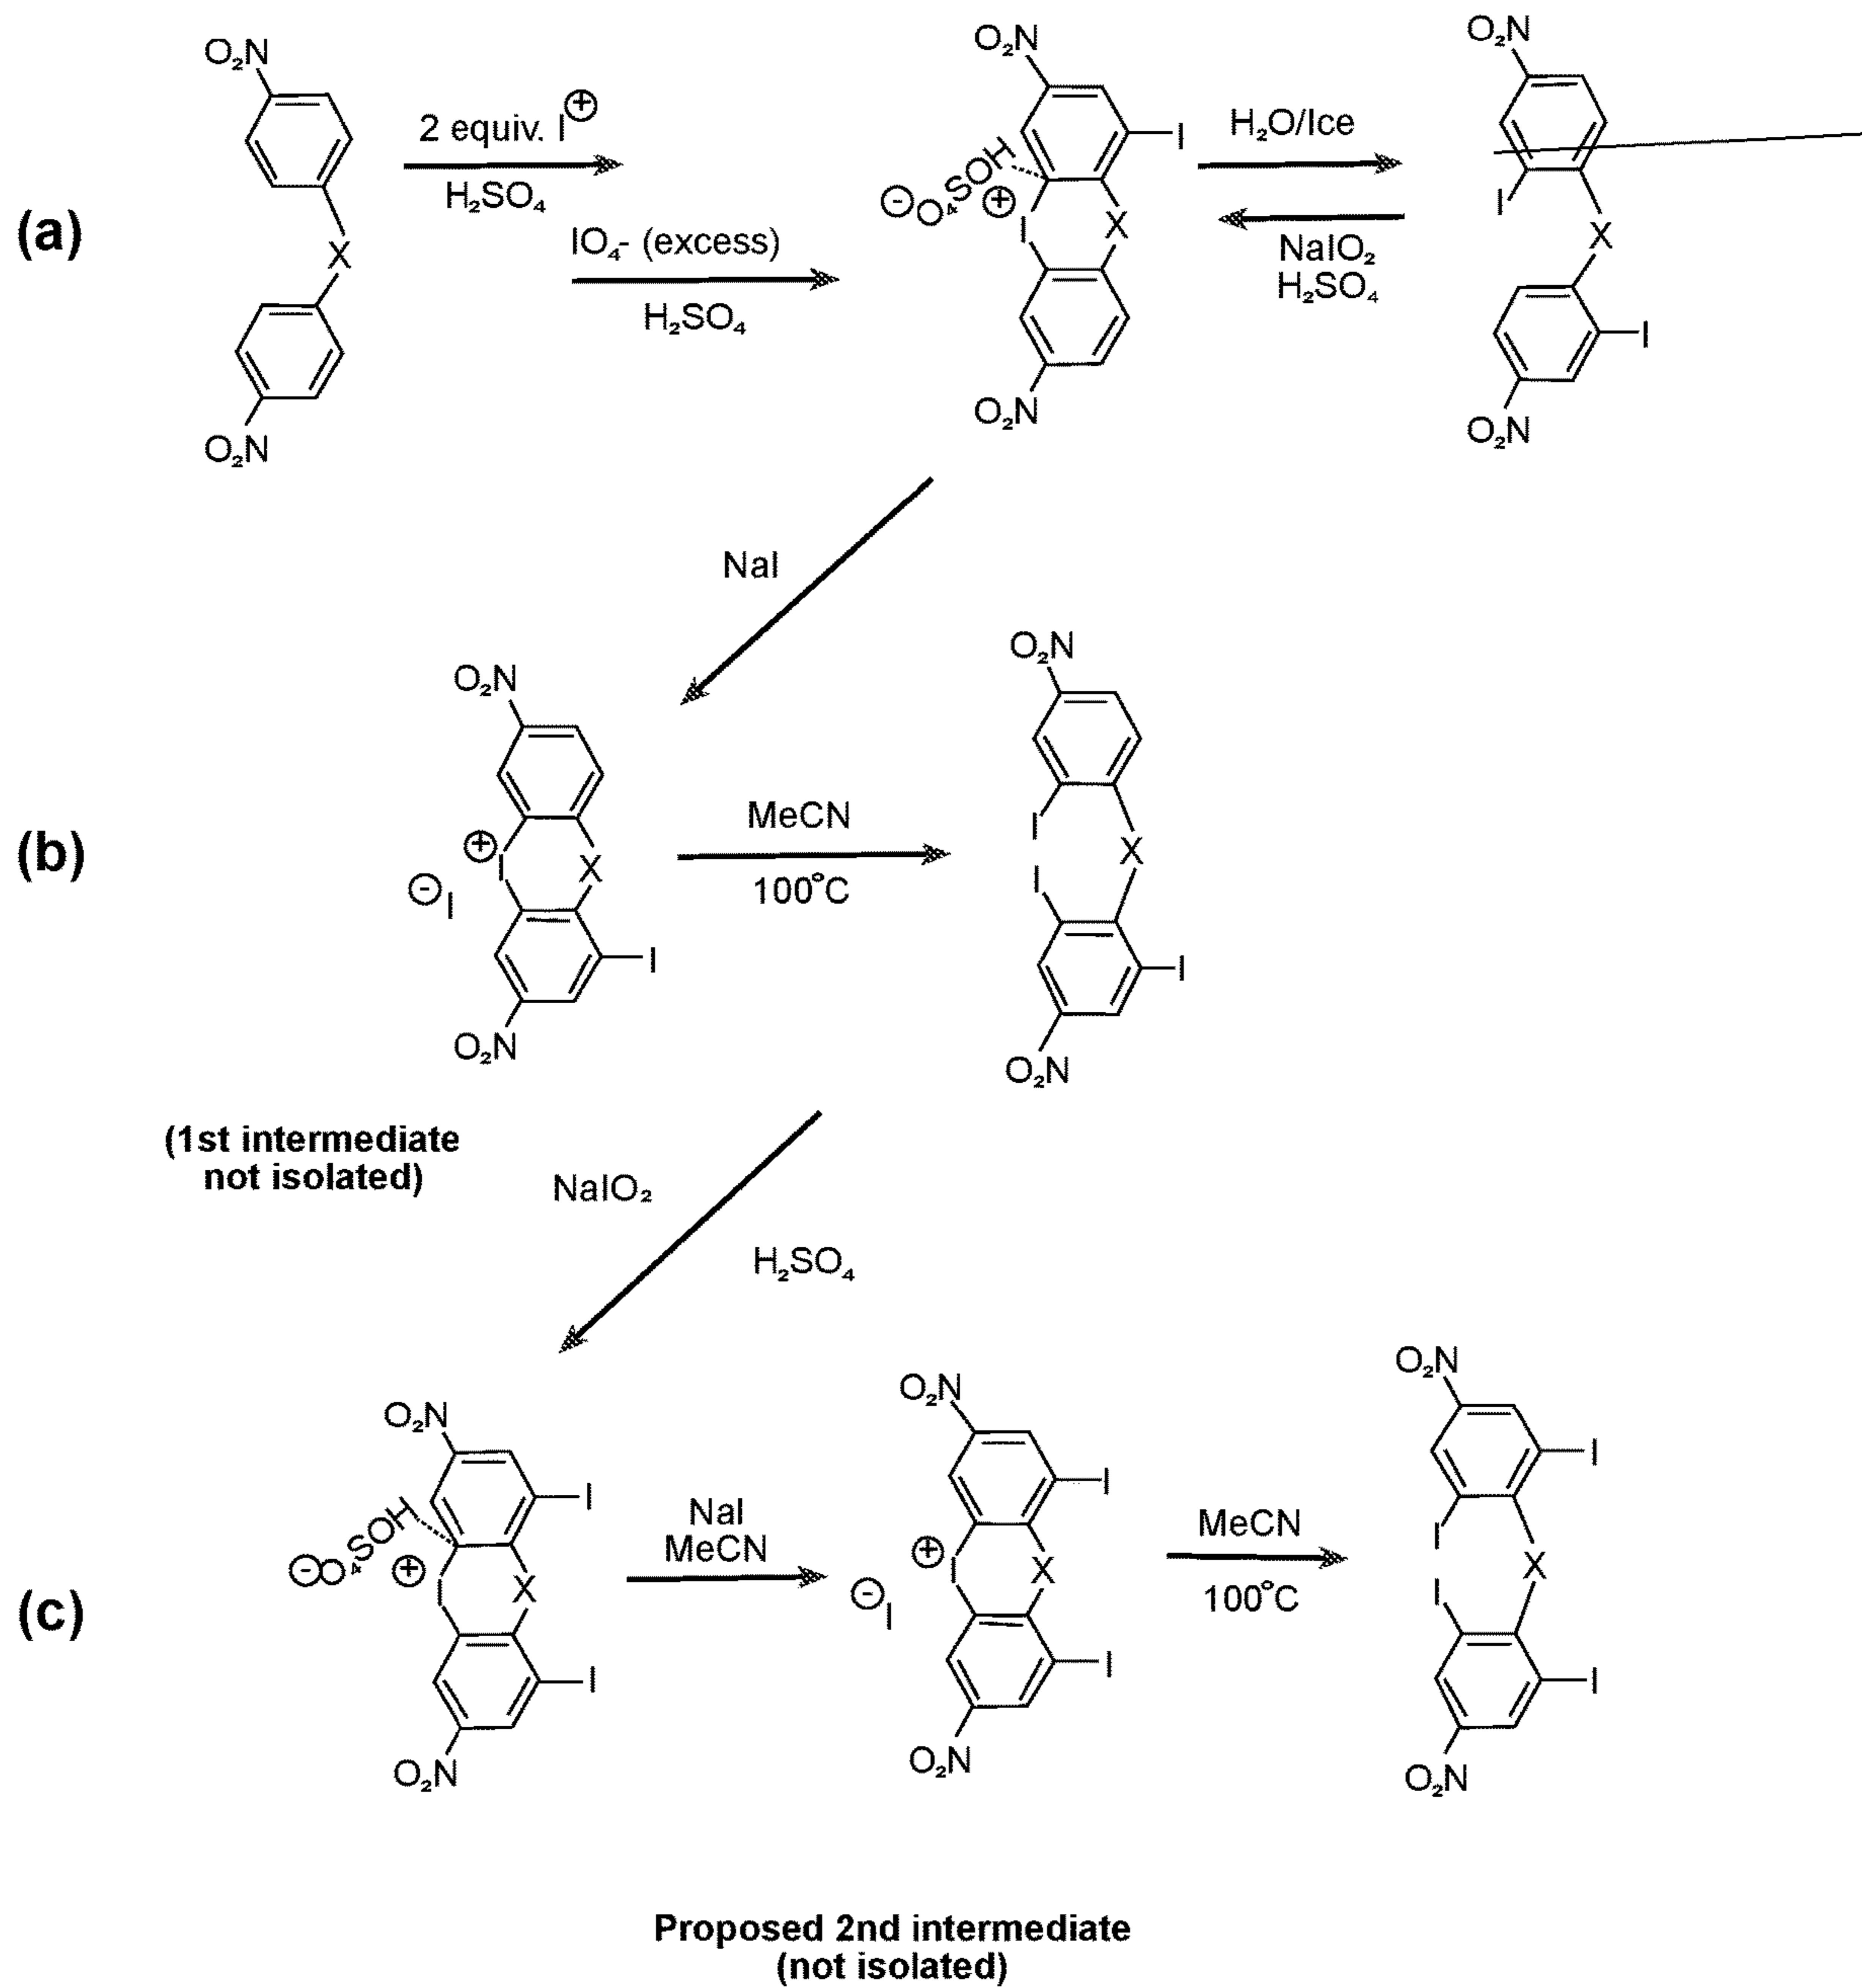 (a)
O₂N
X
O₂N
2 equiv. I⊕
H₂SO₄
IO₄- (excess)
H₂SO₄
O₂N
I
⊖O₄SOH
⊕
I
X
O₂N
H₂O/Ice
NaIO₂
H₂SO₄
O₂N
I
X
I
O₂N
NaI
(b)
O₂N
⊕
I
X
⊖I
I
O₂N
MeCN
100°C
O₂N
I
X
I
I
O₂N
(1st intermediate
not isolated)
NaIO₂
H₂SO₄
(c)
O₂N
I
⊖O₄SOH
⊕
I
X
I
O₂N
NaI
MeCN
O₂N
I
⊕
I
X
⊖I
I
O₂N
MeCN
100°C
O₂N
I
I
X
I
I
O₂N
Proposed 2nd intermediate
(not isolated)